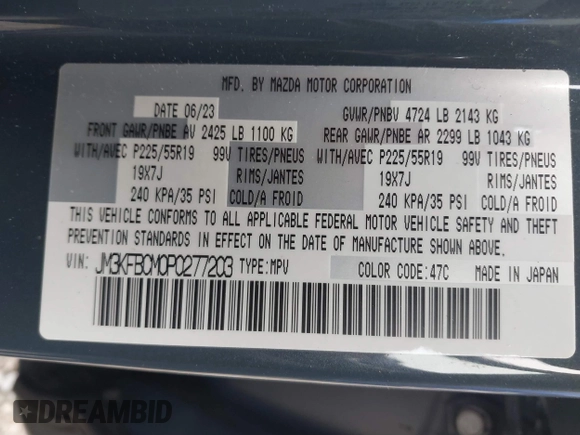 MFD. BY MAZDA MOTOR CORPORATION
DATE 06/23 GVWR/PNBV 4724 LB 2143 KG
FRONT GAWR/PNBE AV 2425 LB 1100 KG REAR GAWR/PNBE AR 2299 LB 1043 KG
WITH/AVEC P225/55R19 99V TIRES/PNEUS WITH/AVEC P225/55R19 99V TIRES/PNEUS
19X7J RIMS/JANTES 19X7J RIMS/JANTES
240 KPA/35 PSI COLD/A FROID 240 KPA/35 PSI COLD/A FROID
THIS VEHICLE CONFORMS TO ALL APPLICABLE FEDERAL MOTOR VEHICLE SAFETY AND THEFT
PREVENTION STANDARDS IN EFFECT ON THE DATE OF MANUFACTURE SHOWN ABOVE.
VIN: JM3KFBCM0P0277203 TYPE:MPV COLOR CODE:47C MADE IN JAPAN
DREAMBID